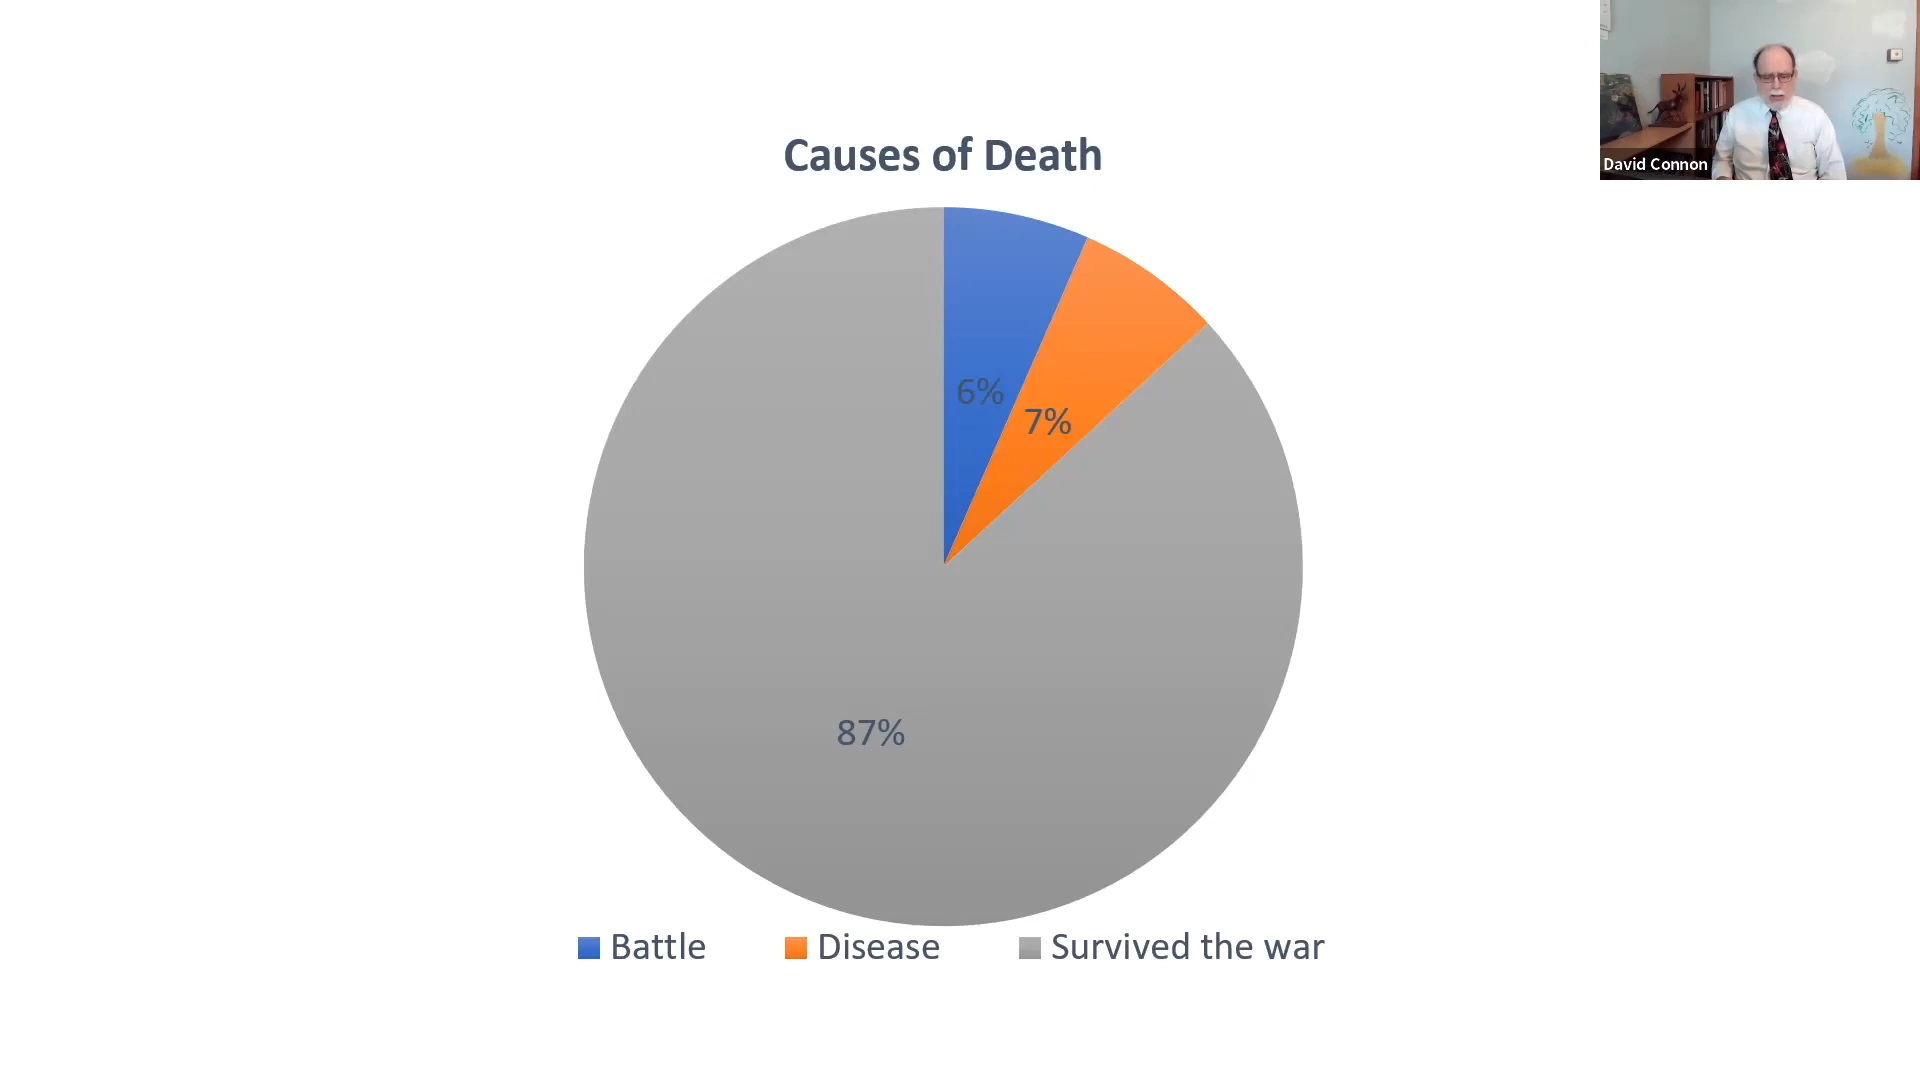 Causes of Death
6%
7%
87%
Battle
Disease
Survived the war
David Connon